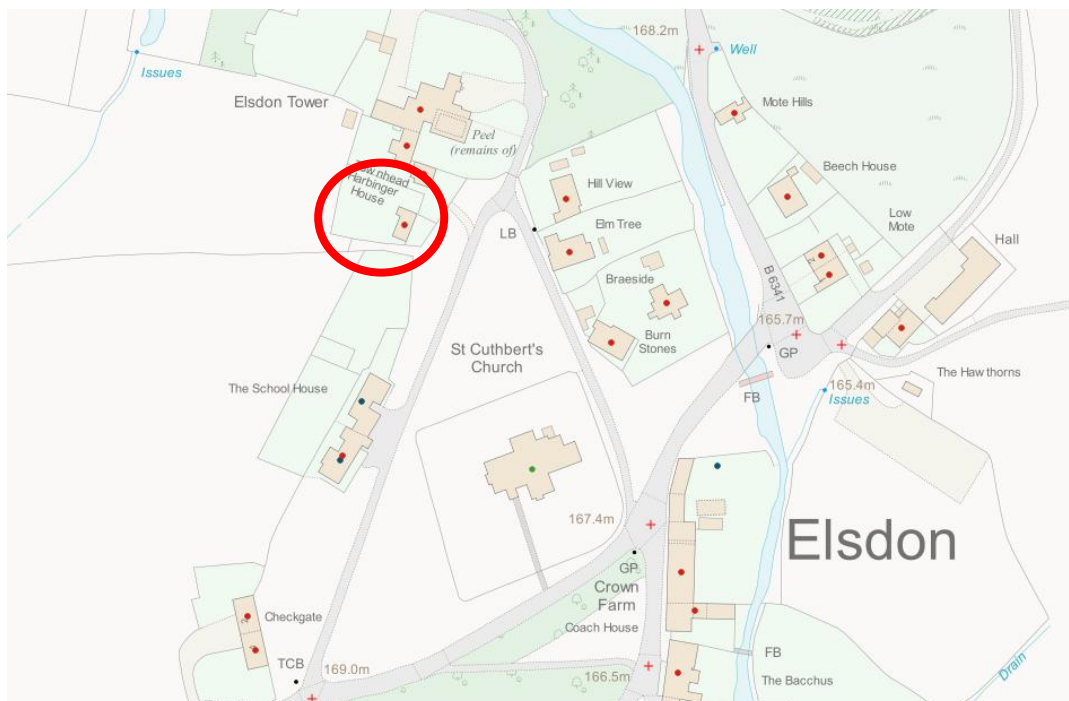 168.2m
Well
Issues
Elsdon Tower
Mote Hills
Peel
(remains of)
Beech House
Townhead
Harbinger
House
Hill View
Low
Mote
LB
Elm Tree
Hall
B 6341
Braeside
165.7m
St Cuthbert's
Church
Burn
Stones
GP
The Hawthorns
The School House
FB
165.4m
Issues
167.4m
Elsdon
GP
Crown
Farm
Checkgate
2
Coach House
TCB
169.0m
FB
166.5m
The Bacchus
Drain